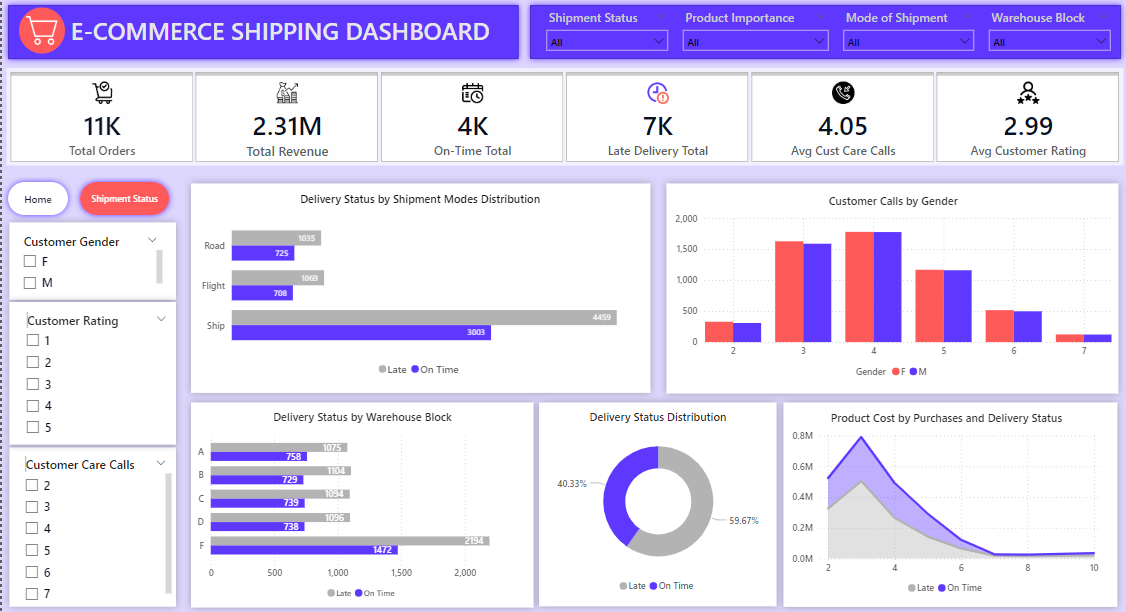 E-COMMERCE SHIPPING DASHBOARD
Shipment Status
All
Product Importance
All
Mode of Shipment
All
Warehouse Block
All
11K
Total Orders
2.31M
Total Revenue
4K
On-Time Total
7K
Late Delivery Total
4.05
Avg Cust Care Calls
2.99
Avg Customer Rating
Home
Shipment Status
Customer Gender
F
M
Customer Rating
1
2
3
4
5
Customer Care Calls
2
3
4
5
6
7
Delivery Status by Shipment Modes Distribution
Road
1035
725
Flight
1069
708
Ship
4459
3003
Late On Time
Customer Calls by Gender
2,000
1,500
1,000
500
0
2 3 4 5 6 7
Gender F M
Delivery Status by Warehouse Block
A
1075
758
B
1104
729
C
1094
739
D
1096
738
F
2194
1472
0 500 1,000 1,500 2,000
Late On Time
Delivery Status Distribution
40.33%
59.67%
Late On Time
Product Cost by Purchases and Delivery Status
0.8M
0.6M
0.4M
0.2M
0.0M
2 4 6 8 10
Late On Time